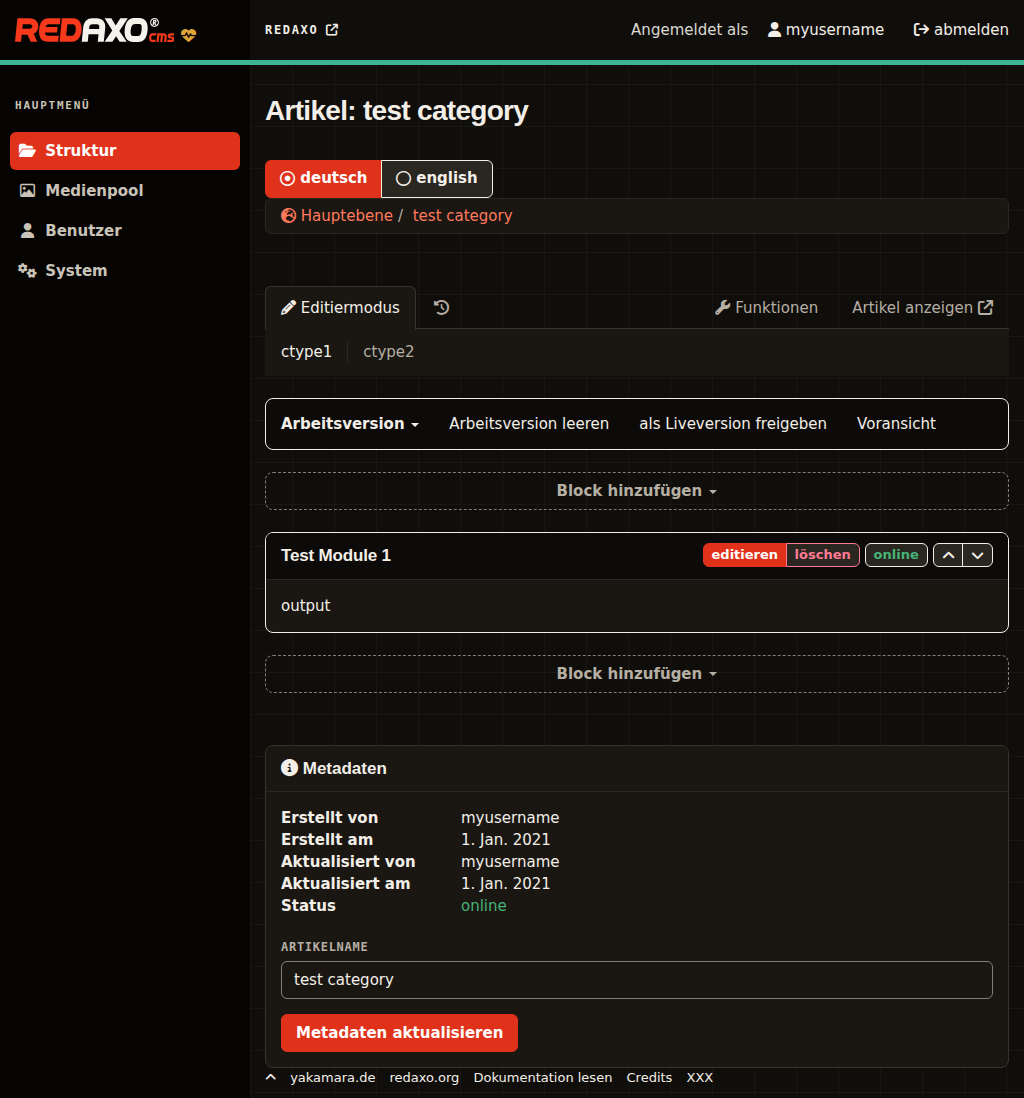 REDAXO® cms
REDAXO
Angemeldet als myusername abmelden
HAUPTMENÜ
Struktur
Medienpool
Benutzer
System
Artikel: test category
deutsch english
Hauptebene / test category
Editiermodus Funktionen Artikel anzeigen
ctype1 ctype2
Arbeitsversion Arbeitsversion leeren als Liveversion freigeben Voransicht
Block hinzufügen
Test Module 1 editieren löschen online
output
Block hinzufügen
Metadaten
Erstellt von myusername
Erstellt am 1. Jan. 2021
Aktualisiert von myusername
Aktualisiert am 1. Jan. 2021
Status online
ARTIKELNAME
test category
Metadaten aktualisieren
yakamara.de redaxo.org Dokumentation lesen Credits XXX